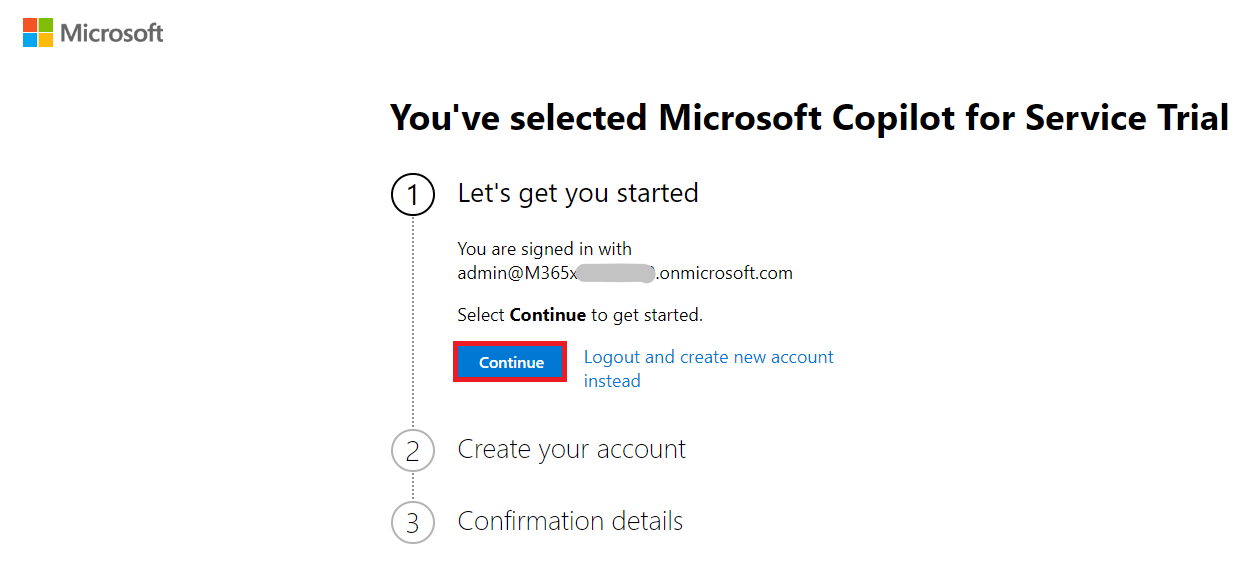 Microsoft
You've selected Microsoft Copilot for Service Trial
1 Let's get you started
You are signed in with
admin@M365x .onmicrosoft.com
Select Continue to get started.
Continue
Logout and create new account
instead
2 Create your account
3 Confirmation details